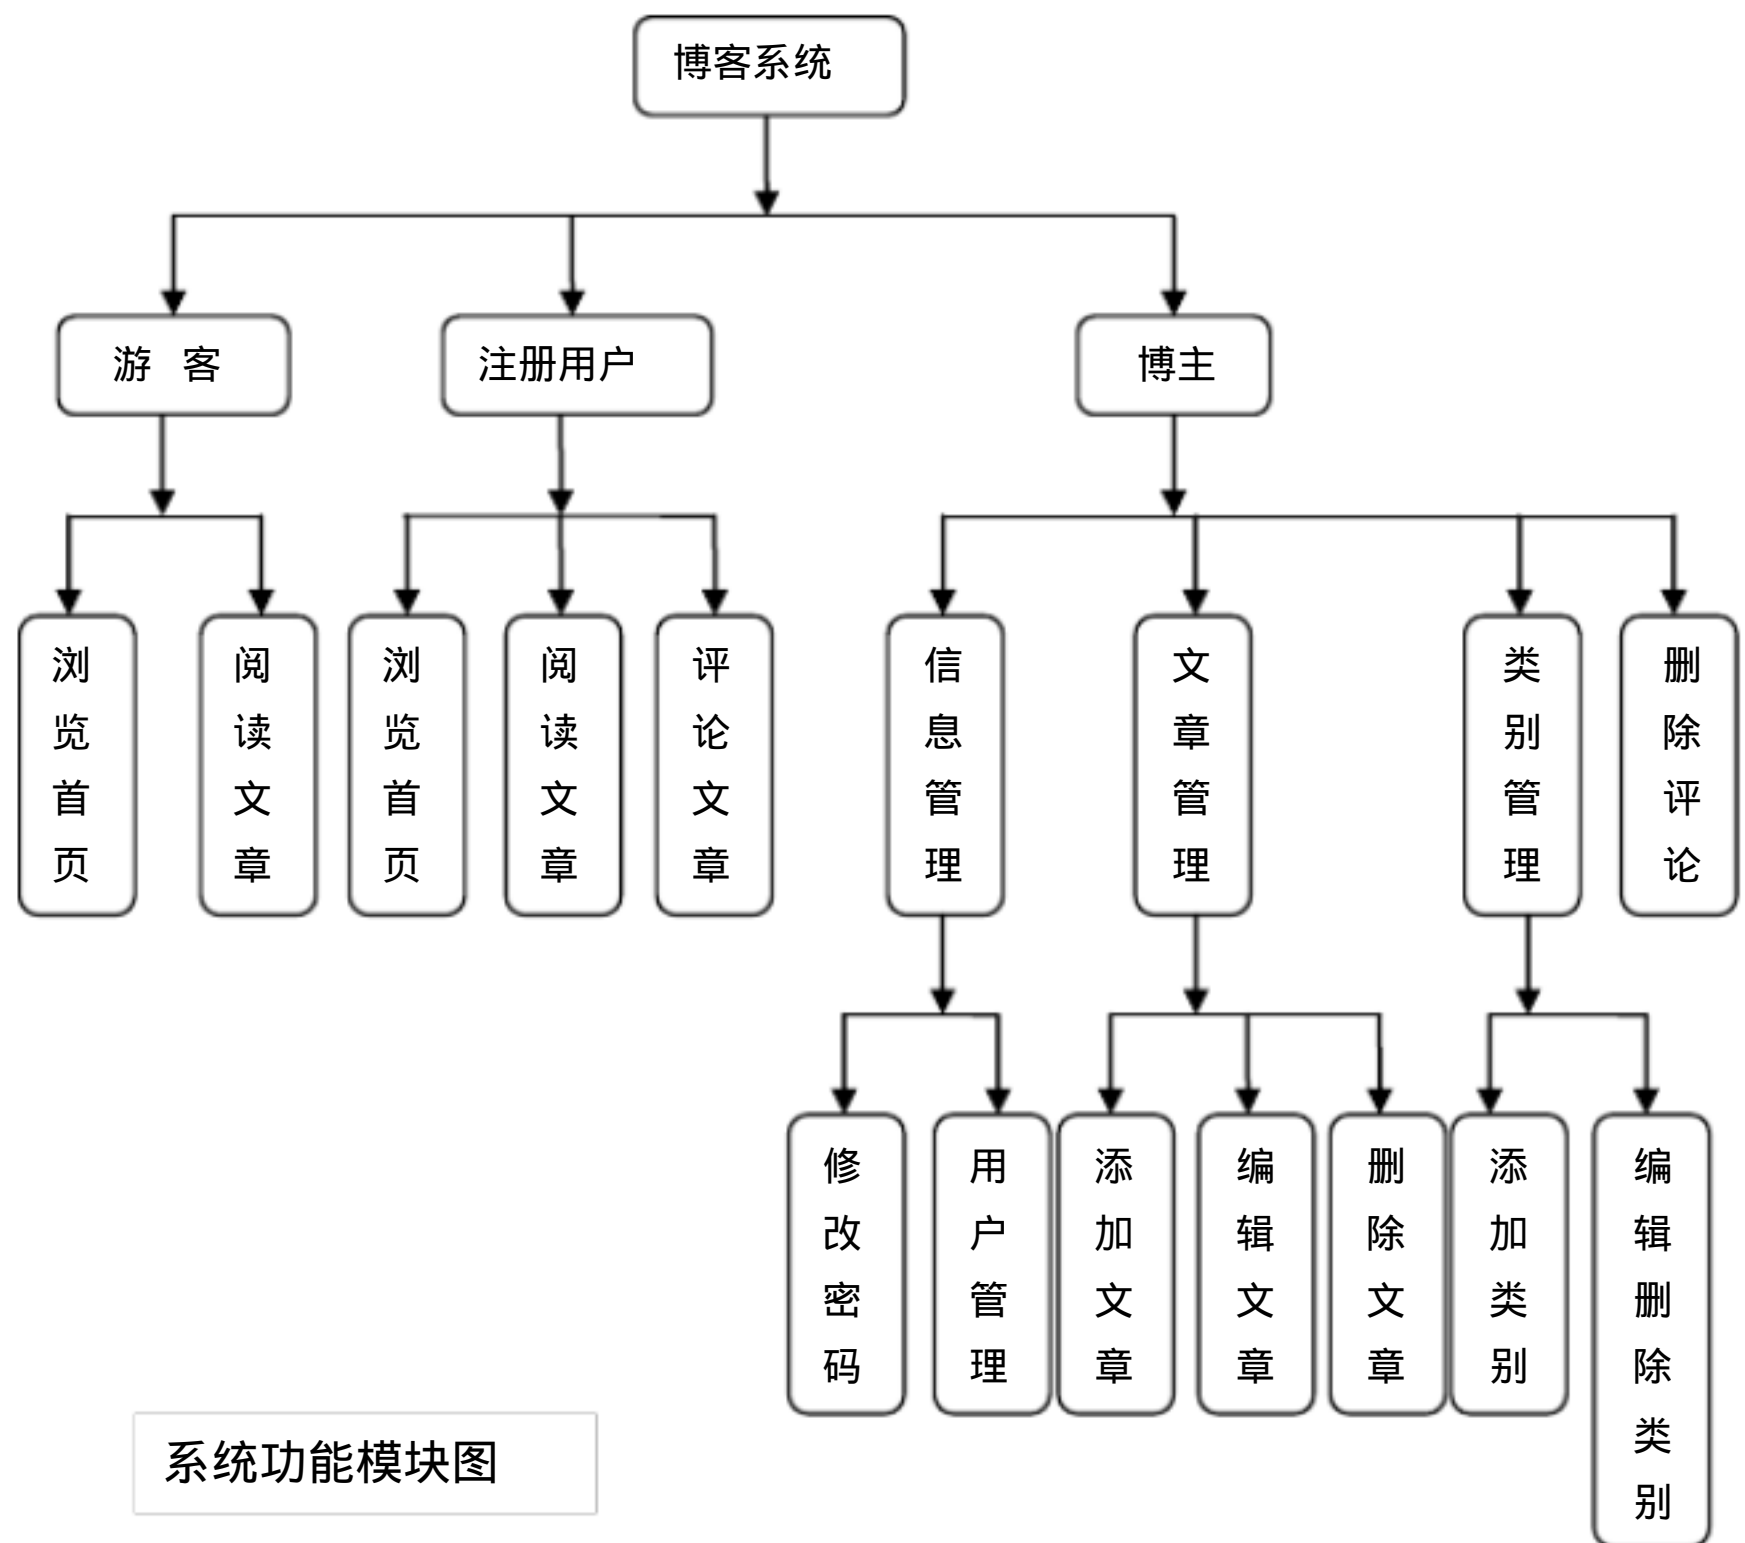 博客系统
游 客
注册用户
博主
浏览首页
阅读文章
浏览首页
阅读文章
评论文章
信息管理
文章管理
类别管理
删除评论
修改密码
用户管理
添加文章
编辑文章
删除文章
添加类别
编辑删除类别
系统功能模块图